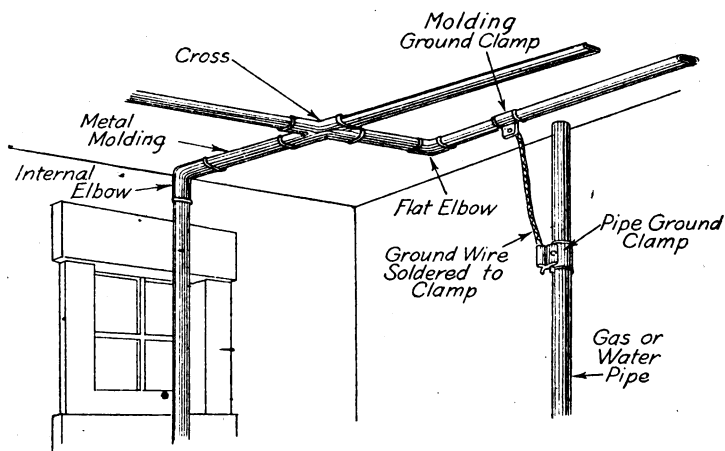 Molding
Ground Clamp
Cross
Metal
Molding
Internal
Elbow
Flat Elbow
Ground Wire
Soldered to
Clamp
Pipe Ground
Clamp
Gas or
Water
Pipe